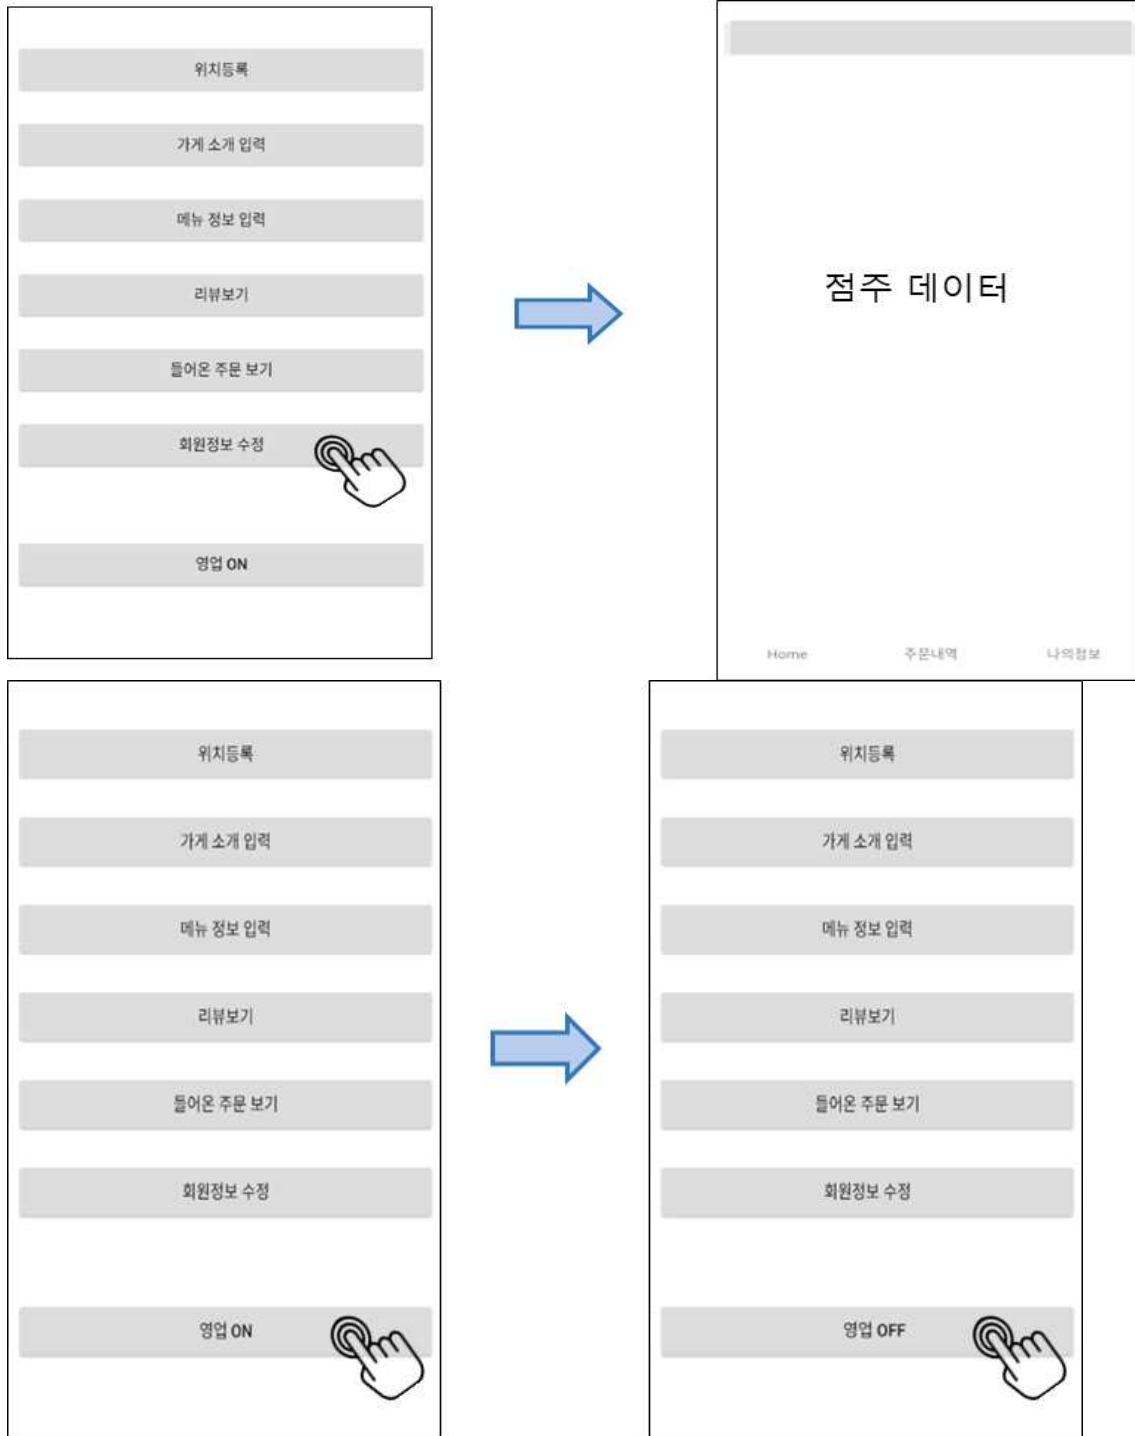 위치등록
가게 소개 입력
메뉴 정보 입력
리뷰보기
들어온 주문 보기
회원정보 수정
영업 ON
점주 데이터
Home 주문내역 나의정보
위치등록
가게 소개 입력
메뉴 정보 입력
리뷰보기
들어온 주문 보기
회원정보 수정
영업 ON
위치등록
가게 소개 입력
메뉴 정보 입력
리뷰보기
들어온 주문 보기
회원정보 수정
영업 OFF